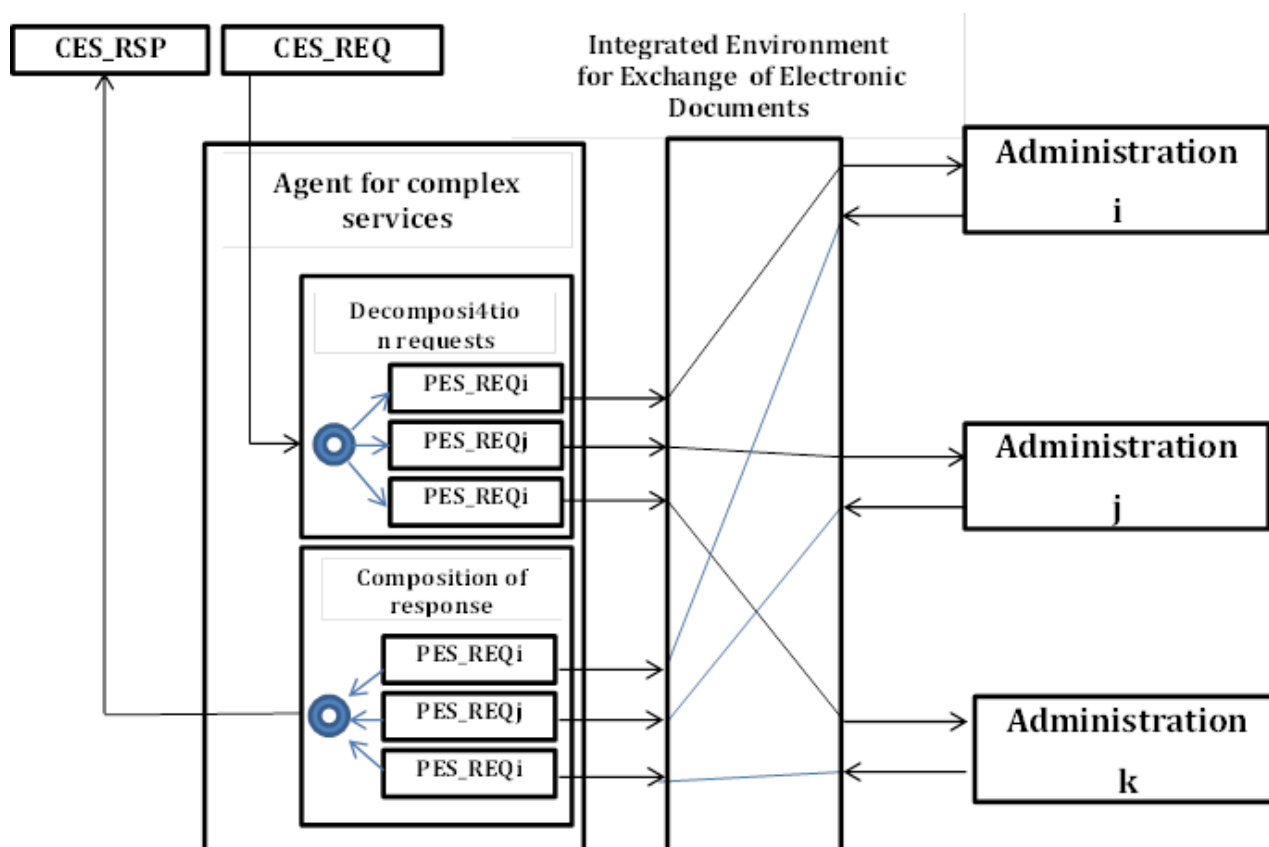 CES_RSP
CES_REQ
Integrated Environment
for Exchange of Electronic
Documents
Agent for complex
services
Decomposi4tio
n requests
PES_REQi
PES_REQj
PES_REQi
Composition of
response
PES_REQi
PES_REQj
PES_REQi
Administration
i
Administration
j
Administration
k